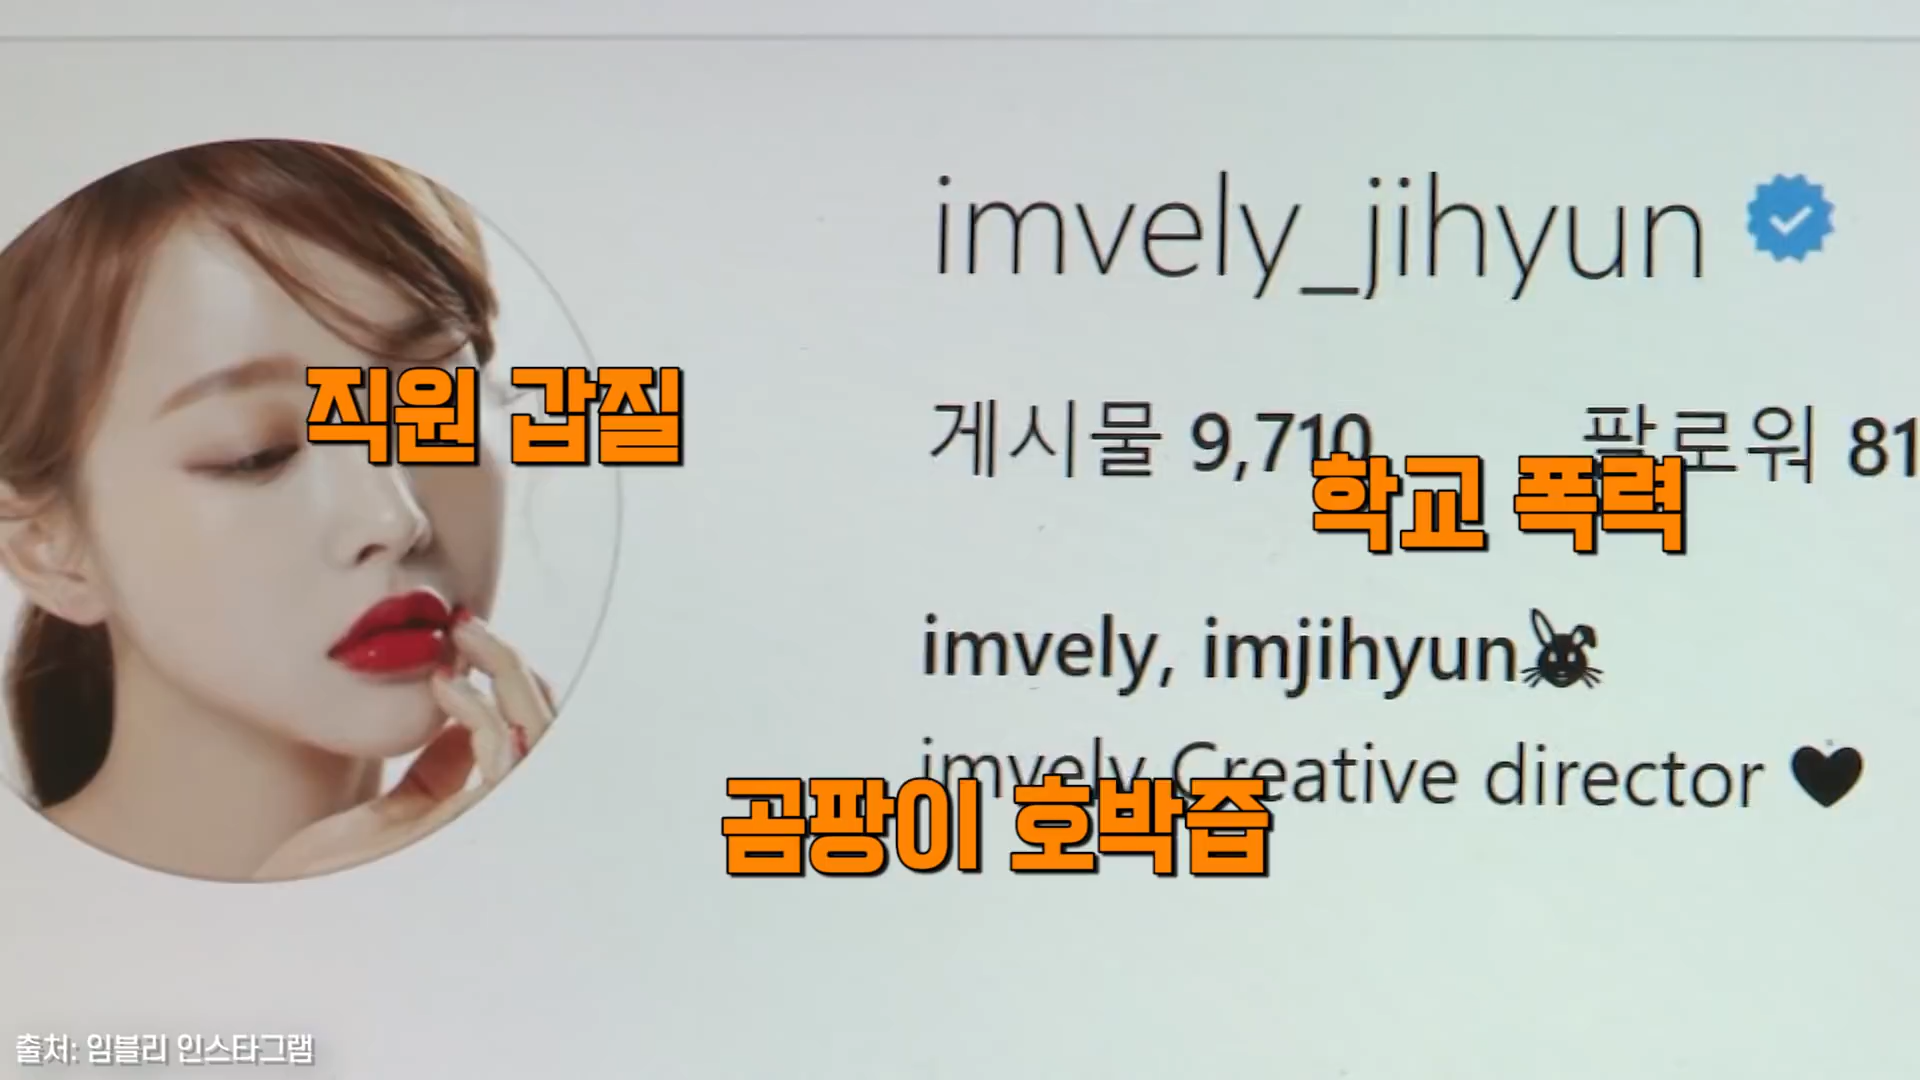 imvely_jihyun
직원 갑질
게시물 9,710 팔로워 81
학교 폭력
imvely, imjihyun
imvely Creative director
곰팡이 호박즙
출처: 임블리 인스타그램